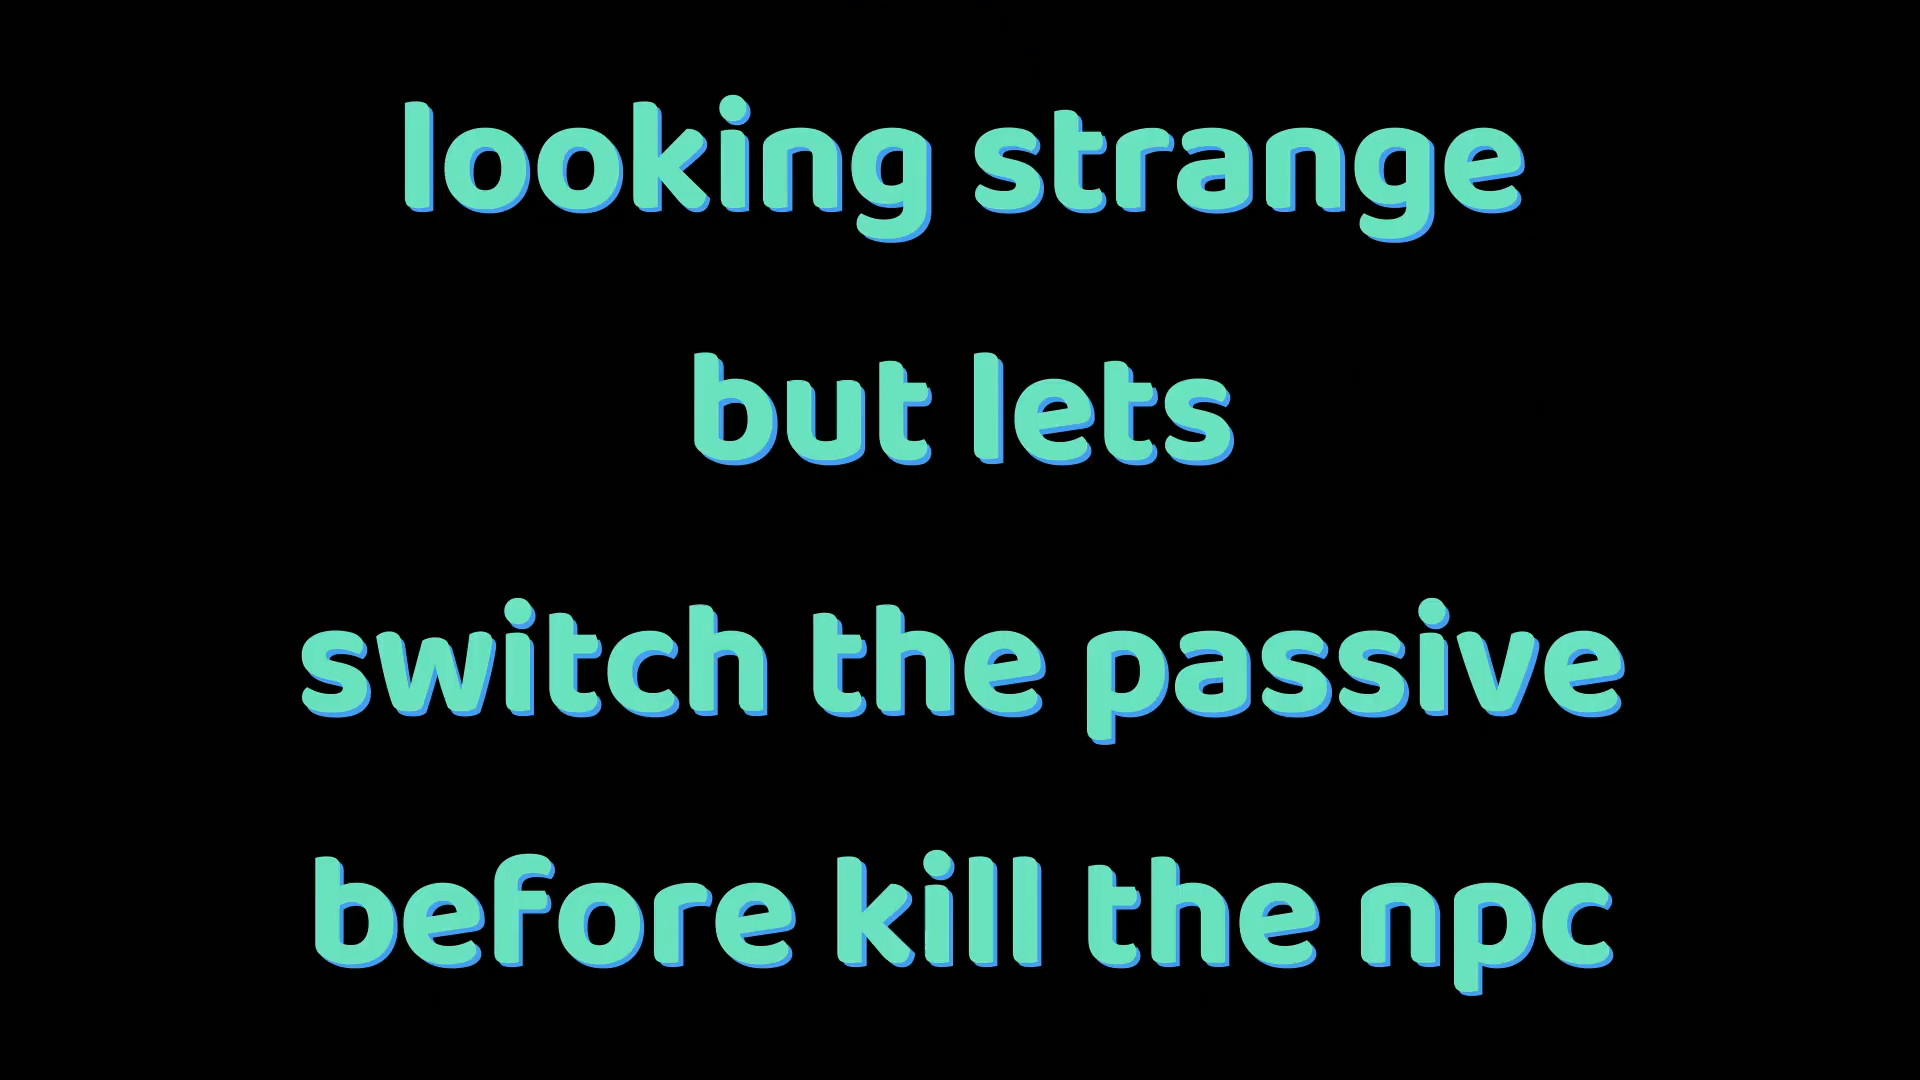 looking strange
but lets
switch the passive
before kill the npc